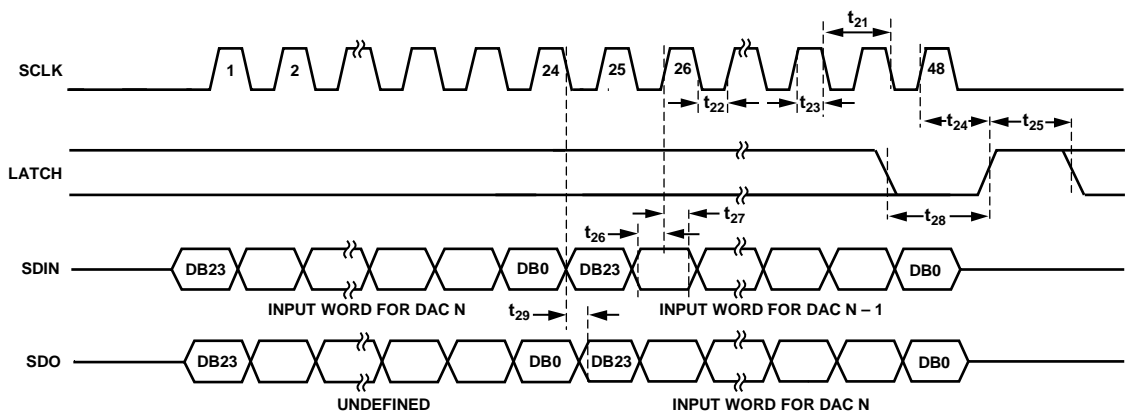 t21
SCLK 1 2 24 25 26 48
t22 t23 t24 t25
LATCH
t28
t27
t26
SDIN DB23 DB0 DB23 DB0
INPUT WORD FOR DAC N INPUT WORD FOR DAC N – 1
t29
SDO DB23 DB0 DB23 DB0
UNDEFINED INPUT WORD FOR DAC N